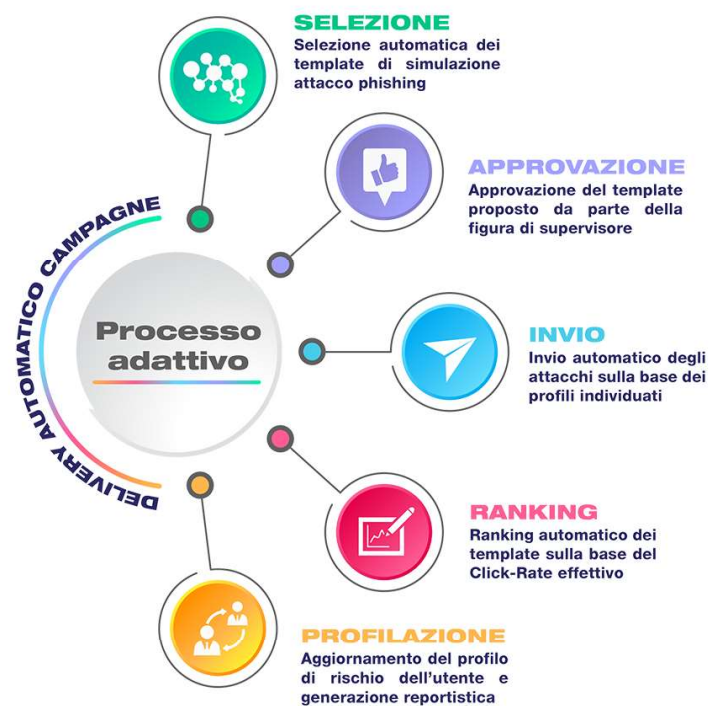 SELEZIONE
Selezione automatica dei
template di simulazione
attacco phishing
APPROVAZIONE
Approvazione del template
proposto da parte della
figura di supervisore
DELIVERY AUTOMATICO CAMPAGNE
Processo
adattivo
INVIO
Invio automatico degli
attacchi sulla base dei
profili individuati
RANKING
Ranking automatico dei
template sulla base del
Click-Rate effettivo
PROFILAZIONE
Aggiornamento del profilo
di rischio dell'utente e
generazione reportistica